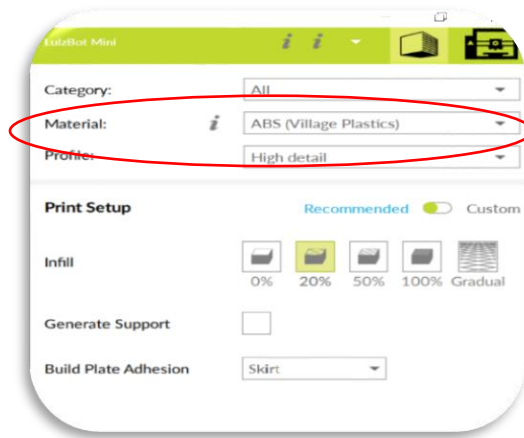 LulzBot Mini i i
Category: All
Material: i ABS (Village Plastics)
Profile: High detail
Print Setup Recommended Custom
Infill
0% 20% 50% 100% Gradual
Generate Support
Build Plate Adhesion Skirt